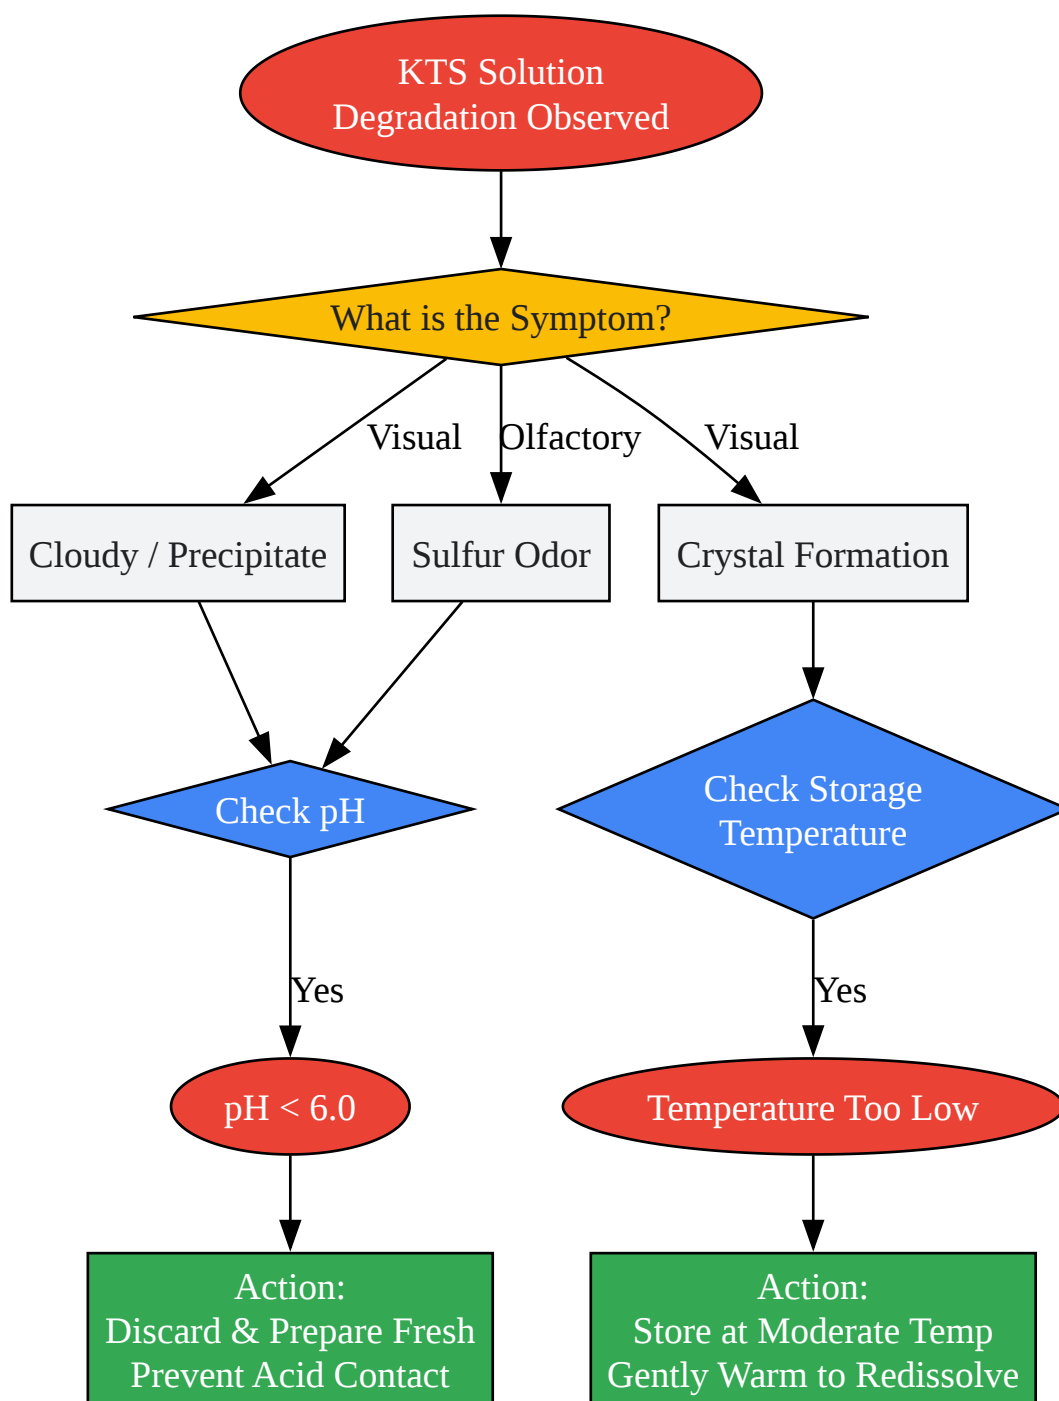 KTS Solution
Degradation Observed
What is the Symptom?
Visual
Olfactory
Visual
Cloudy / Precipitate
Sulfur Odor
Crystal Formation
Check pH
Check Storage
Temperature
Yes
Yes
pH < 6.0
Temperature Too Low
Action:
Discard & Prepare Fresh
Prevent Acid Contact
Action:
Store at Moderate Temp
Gently Warm to Redissolve